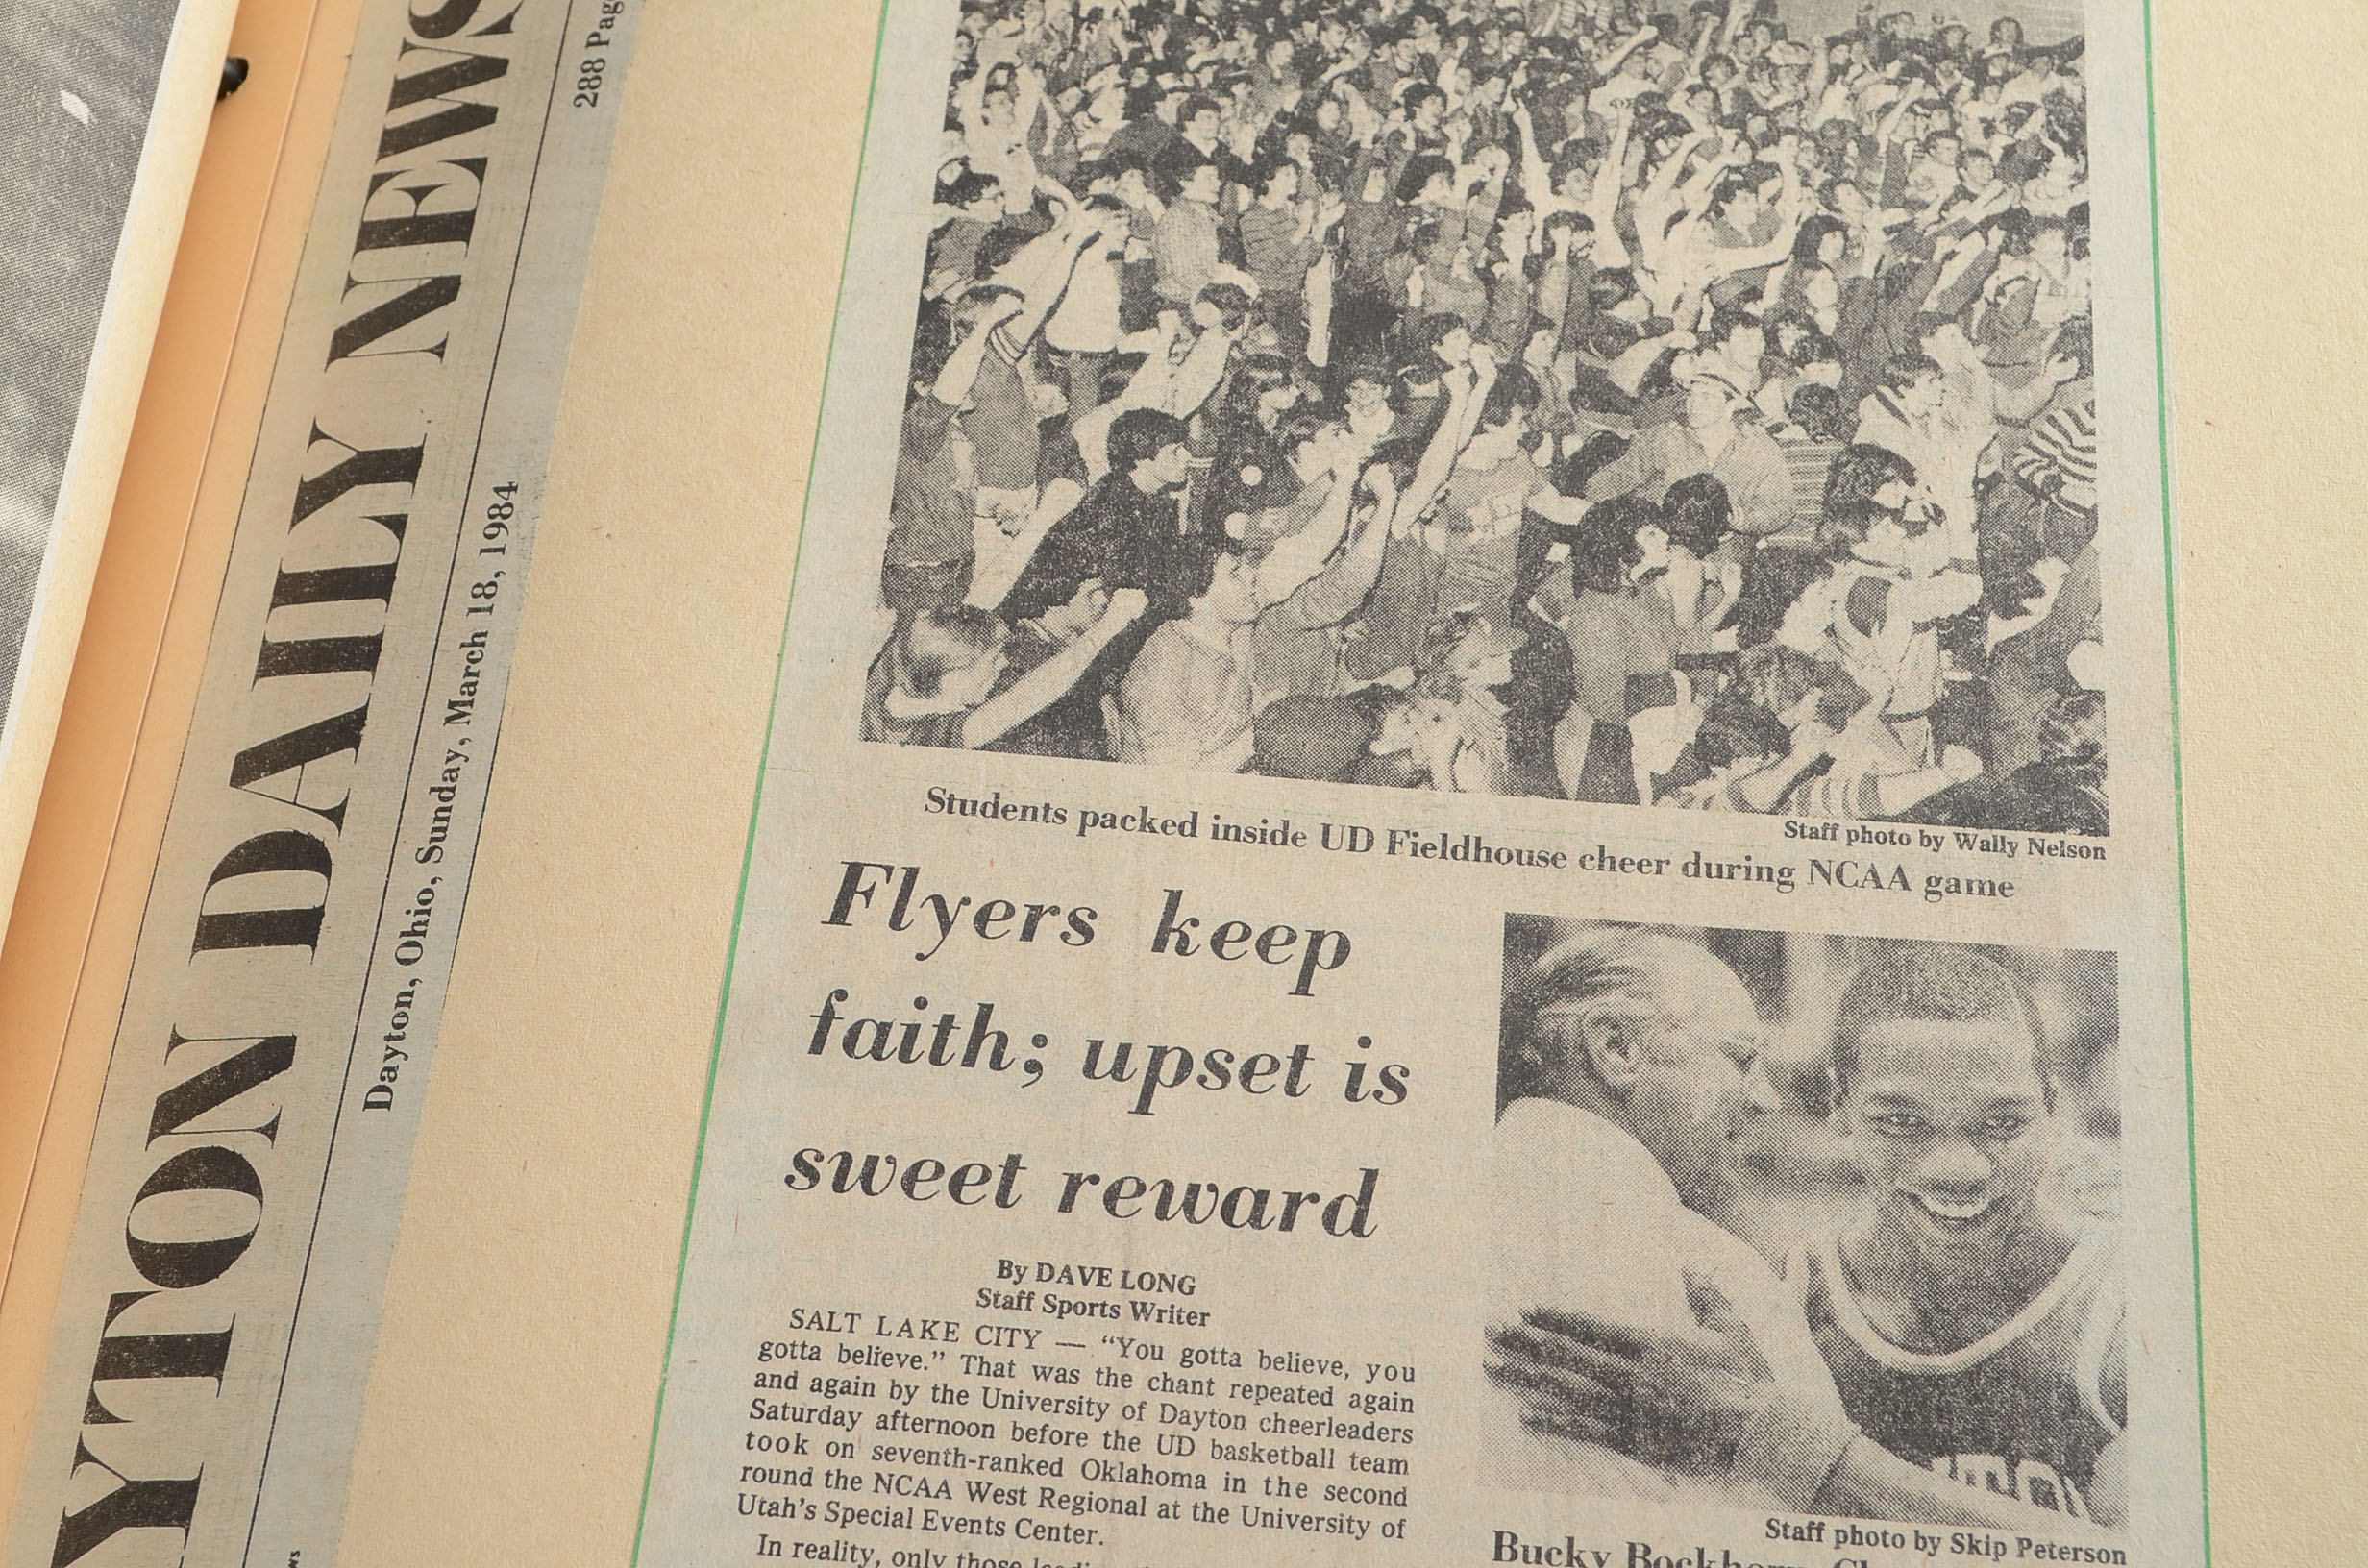 YTON DAILY NEWS
Dayton, Ohio, Sunday, March 18, 1984
288
Staff photo by Wally Nelson
Students packed inside UD Fieldhouse cheer during NCAA game
Flyers keep
faith; upset is
sweet reward
By DAVE LONG
Staff Sports Writer
SALT LAKE CITY — “You gotta believe, you
gotta believe.” That was the chant repeated again
and again by the University of Dayton cheerleaders
Saturday afternoon before the UD basketball team
took on seventh-ranked Oklahoma in the second
round the NCAA West Regional at the University of
Utah's Special Events Center.
In reality, only those
Staff photo by Skip Peterson
Bucky